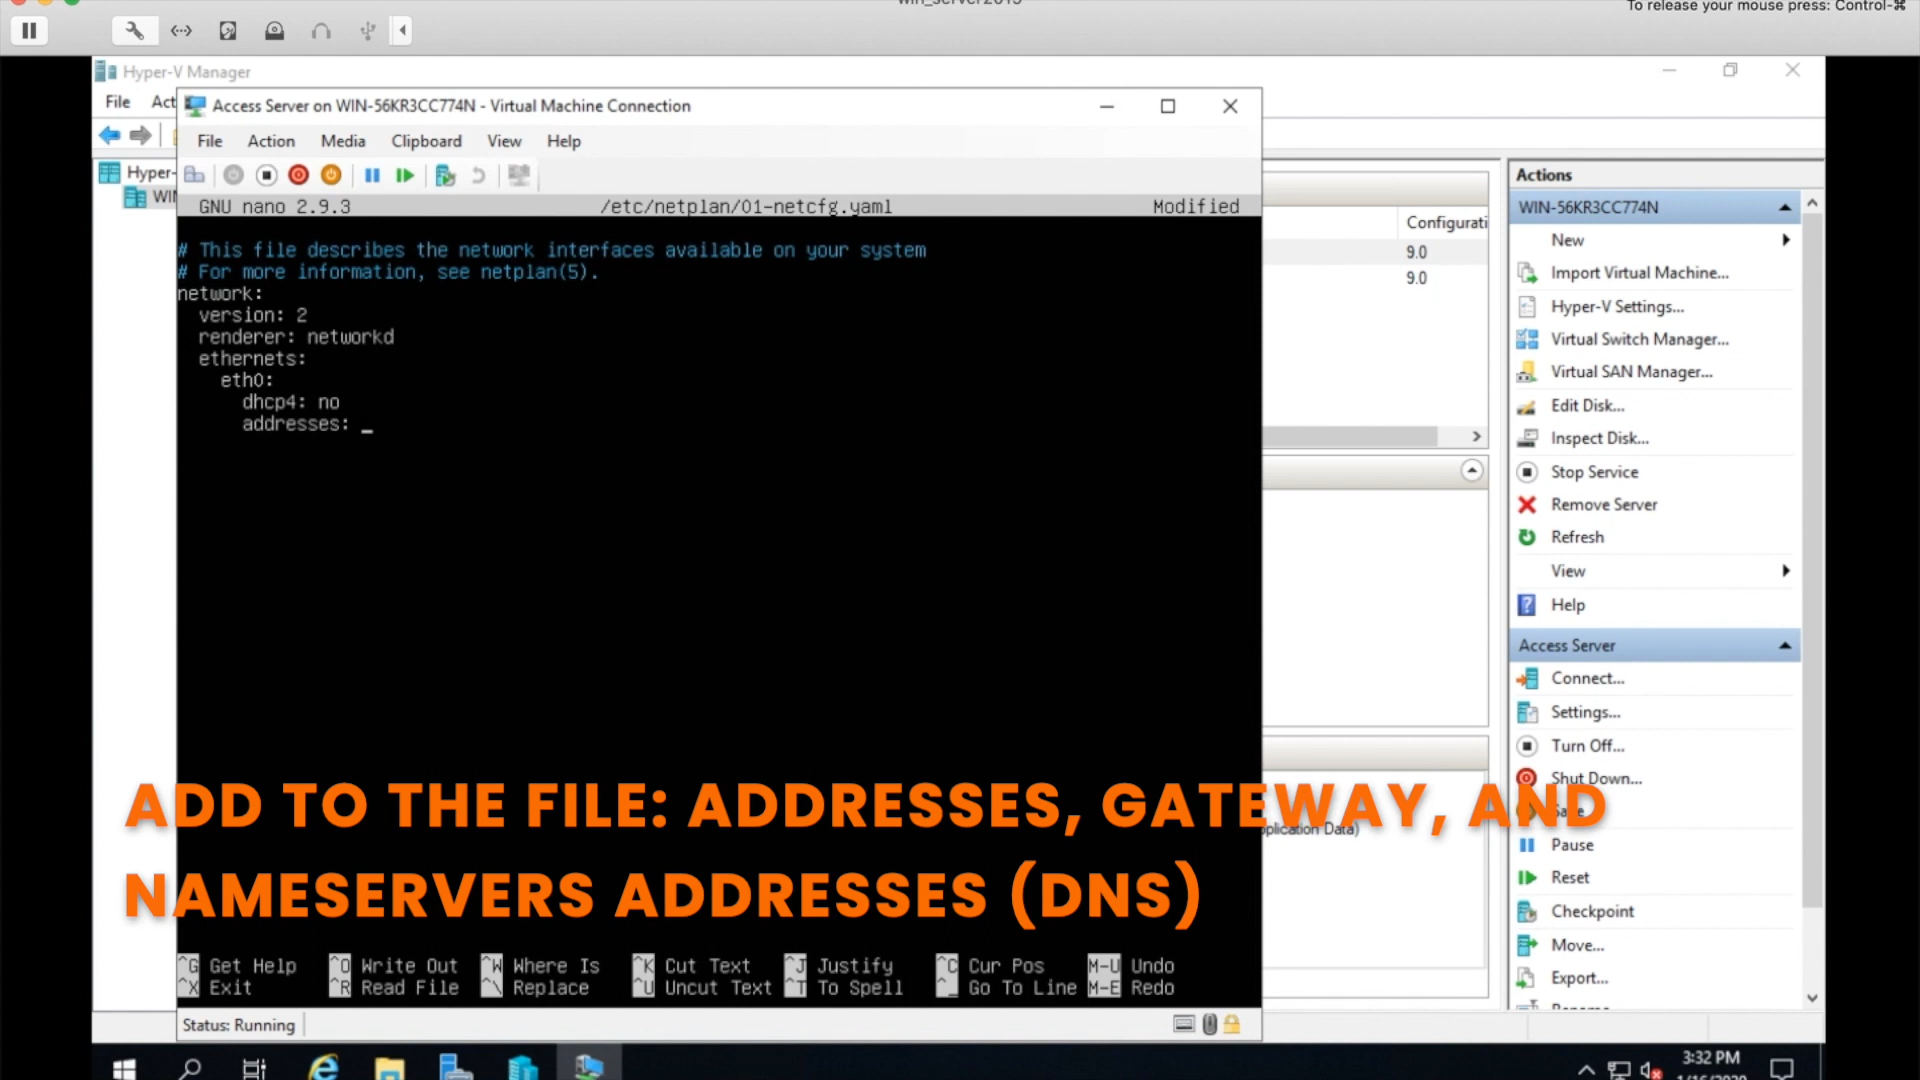 To release your mouse press: Control-⌘
Hyper-V Manager
File Act
Access Server on WIN-56KR3CC774N - Virtual Machine Connection
File Action Media Clipboard View Help
Hyper-
WIN
GNU nano 2.9.3 /etc/netplan/01-netcfg.yaml Modified
# This file describes the network interfaces available on your system
# For more information, see netplan(5).
network:
version: 2
renderer: networkd
ethernets:
eth0:
dhcp4: no
addresses: _
Configurati
9.0
9.0
Actions
WIN-56KR3CC774N
New
Import Virtual Machine...
Hyper-V Settings...
Virtual Switch Manager...
Virtual SAN Manager...
Edit Disk...
Inspect Disk...
Stop Service
Remove Server
Refresh
View
Help
Access Server
Connect...
Settings...
Turn Off...
Shut Down...
Pause
Reset
Checkpoint
Move...
Export...
plication Data)
ADD TO THE FILE: ADDRESSES, GATEWAY, AND
NAMESERVERS ADDRESSES (DNS)
^G Get Help ^O Write Out ^W Where Is ^K Cut Text ^J Justify ^C Cur Pos M-U Undo
^X Exit ^R Read File ^\ Replace ^U Uncut Text ^T To Spell ^_ Go To Line M-E Redo
Status: Running
3:32 PM